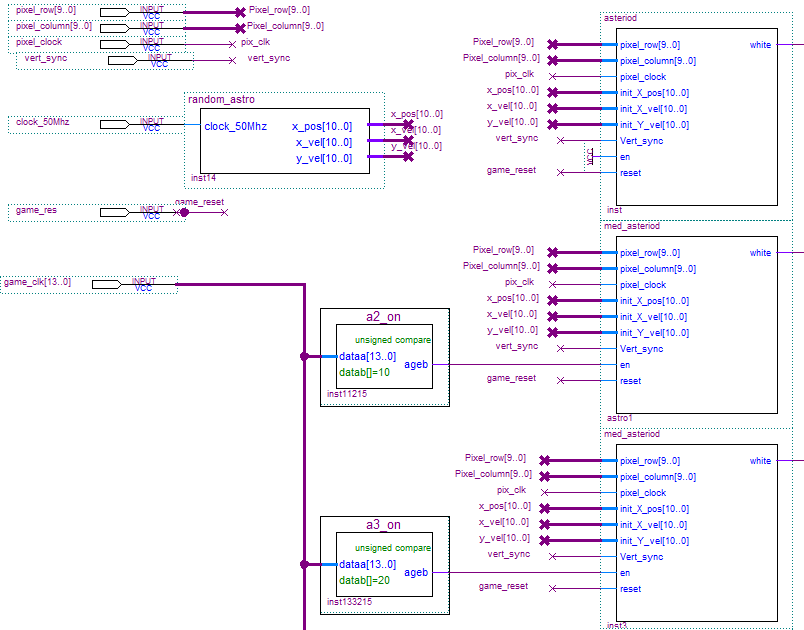 pixel_row[9..0] INPUT VCC Pixel_row[9..0]
pixel_column[9..0] INPUT VCC Pixel_column[9..0]
pixel_clock INPUT VCC pix_clk
vert_sync INPUT VCC vert_sync
clock_50Mhz INPUT VCC
random_astro
clock_50Mhz x_pos[10..0]
x_vel[10..0]
y_vel[10..0]
inst14
x_pos[10..0]
x_vel[10..0]
y_vel[10..0]
game_res INPUT VCC game_reset
game_clk[13..0] INPUT VCC
a2_on
unsigned compare
dataa[13..0]
ageb
datab[]=10
inst11215
a3_on
unsigned compare
dataa[13..0]
ageb
datab[]=20
inst133215
asteriod
Pixel_row[9..0] pixel_row[9..0] white
Pixel_column[9..0] pixel_column[9..0]
pix_clk pixel_clock
x_pos[10..0] init_X_pos[10..0]
x_vel[10..0] init_X_vel[10..0]
y_vel[10..0] init_Y_vel[10..0]
vert_sync Vert_sync
en
game_reset reset
inst
med_asteriod
Pixel_row[9..0] pixel_row[9..0] white
Pixel_column[9..0] pixel_column[9..0]
pix_clk pixel_clock
x_pos[10..0] init_X_pos[10..0]
x_vel[10..0] init_X_vel[10..0]
y_vel[10..0] init_Y_vel[10..0]
vert_sync Vert_sync
en
game_reset reset
astro1
med_asteriod
Pixel_row[9..0] pixel_row[9..0] white
Pixel_column[9..0] pixel_column[9..0]
pix_clk pixel_clock
x_pos[10..0] init_X_pos[10..0]
x_vel[10..0] init_X_vel[10..0]
y_vel[10..0] init_Y_vel[10..0]
vert_sync Vert_sync
en
game_reset reset